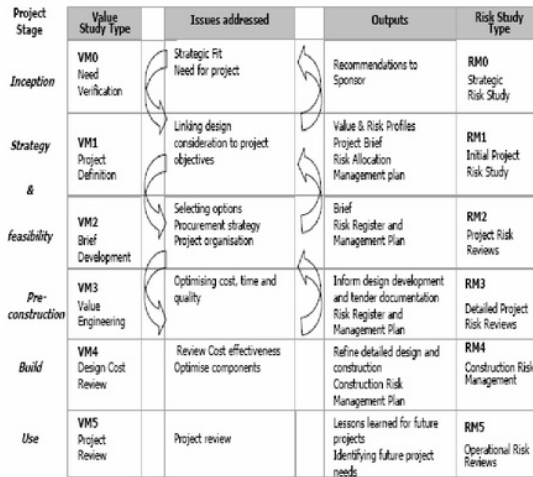 Project
Stage
Value
Study Type
Issues addressed
Outputs
Risk Study
Type
Inception
VM0
Need
Verification
Strategic Fit
Need for project
Recommendations to
Sponsor
RM0
Strategic
Risk Study
Strategy
&
VM1
Project
Definition
Linking design
consideration to project
objectives
Value & Risk Profiles
Project Brief
Risk Allocation
Management plan
RM1
Initial Project
Risk Study
feasibility
VM2
Brief
Development
Selecting options
Procurement strategy
Project organisation
Brief
Risk Register and
Management Plan
RM2
Project Risk
Reviews
Pre-
construction
VM3
Value
Engineering
Optimising cost, time and
quality
Inform design development
and tender documentation
Risk Register and
Management Plan
RM3
Detailed Project
Risk Reviews
Build
VM4
Design Cost
Review
Review Cost effectiveness
Optimise components
Refine detailed design and
construction
Construction Risk
Management Plan
RM4
Construction Risk
Management
Use
VM5
Project
Review
Project review
Lessons learned for future
projects
Identifying future project
needs
RM5
Operational Risk
Reviews